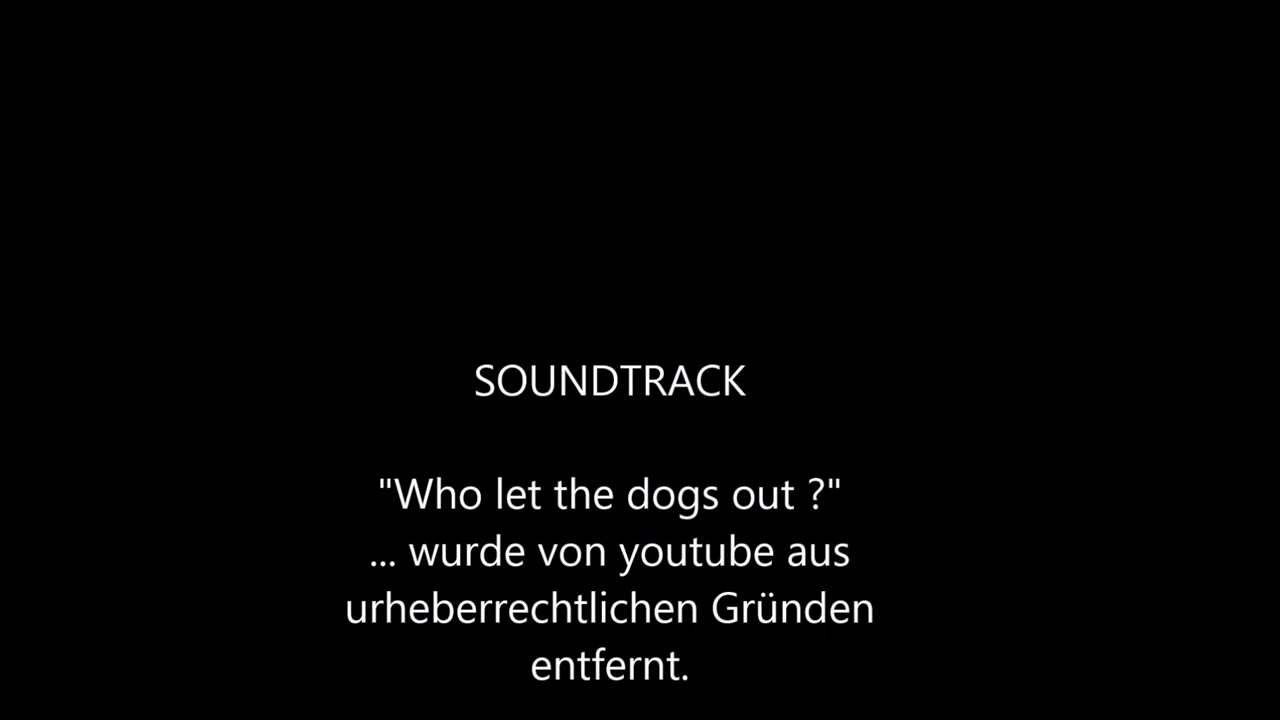 SOUNDTRACK
"Who let the dogs out ?"
... wurde von youtube aus
urheberrechtlichen Gründen
entfernt.